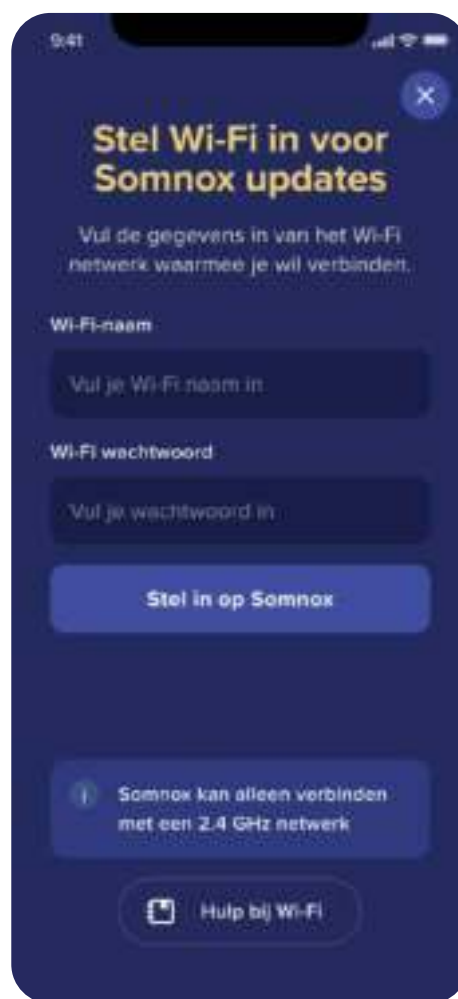 9:41
Stel Wi-Fi in voor
Somnox updates
Vul de gegevens in van het Wi-Fi
netwerk waarmee je wil verbinden.
Wi-Fi-naam
Vul je Wi-Fi naam in
Wi-Fi wachtwoord
Vul je wachtwoord in
Stel in op Somnox
Somnox kan alleen verbinden
met een 2.4 GHz netwerk
Hulp bij Wi-Fi